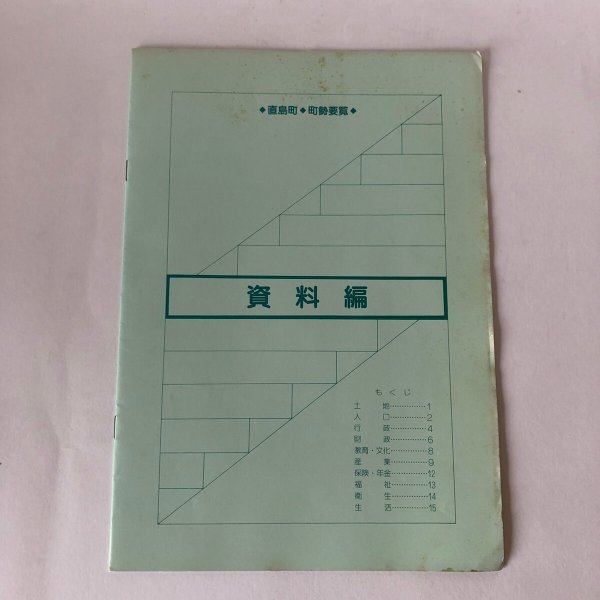 ◆直島町◆町勢要覧◆
資料編
もくじ
土地……………1
人口……………2
行政……………4
財政……………6
教育・文化……………8
産業……………9
保険・年金……………12
福祉……………13
衛生……………14
生活……………15